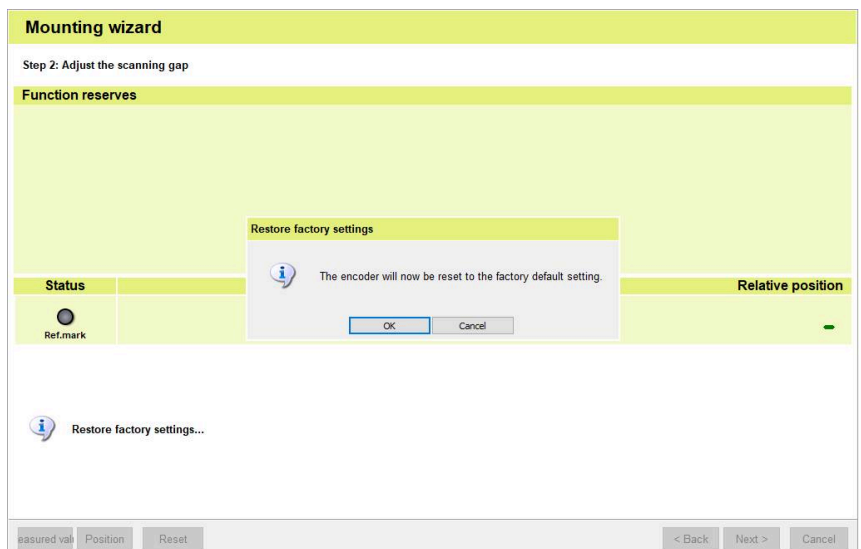 Mounting wizard
Step 2: Adjust the scanning gap
Function reserves
Restore factory settings
The encoder will now be reset to the factory default setting.
OK Cancel
Status Relative position
Ref.mark
Restore factory settings...
easured val Position Reset < Back Next > Cancel